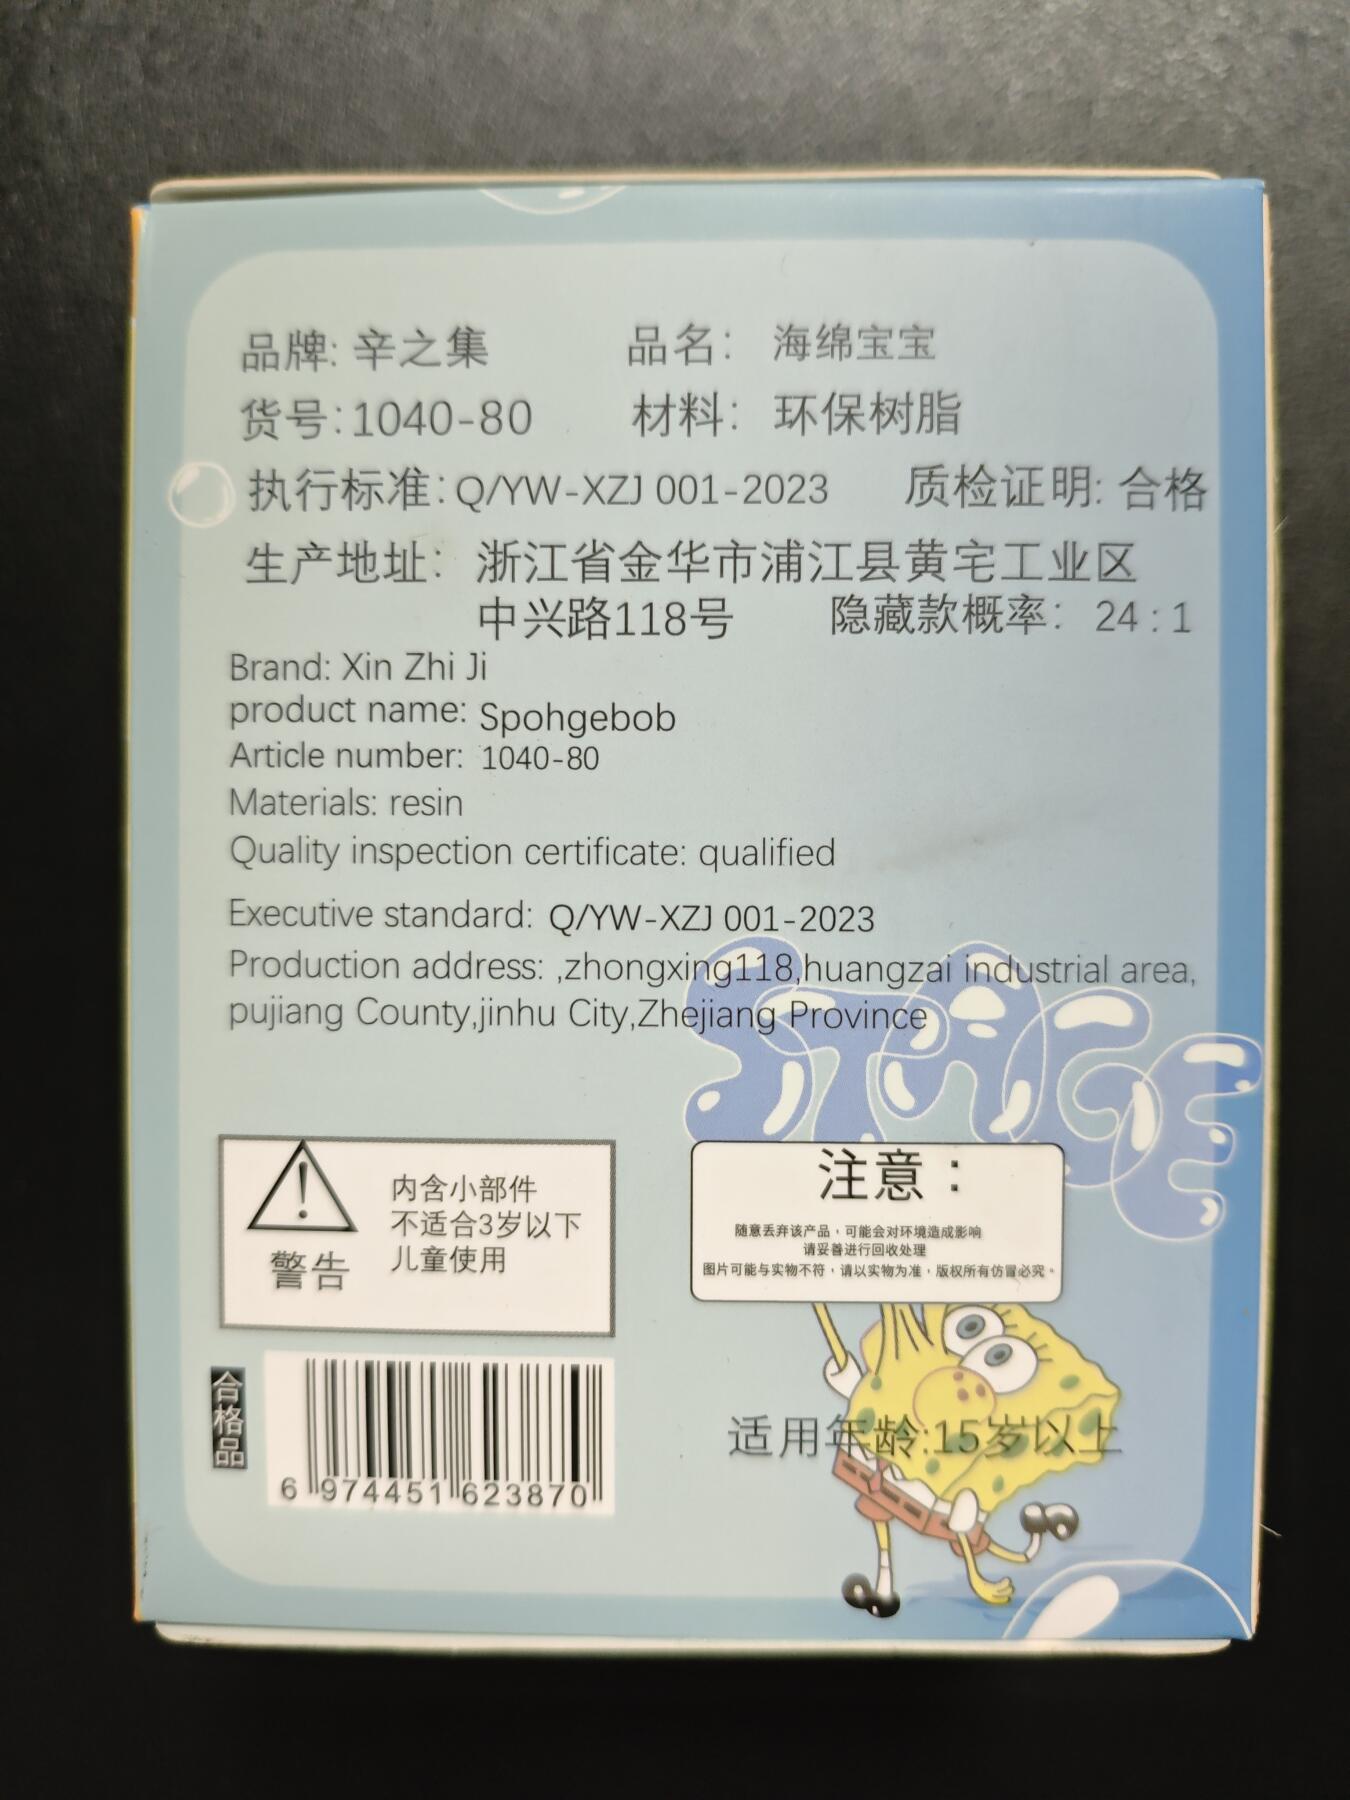 品牌: 辛之集 品名： 海绵宝宝
货号:1040-80 材料： 环保树脂
执行标准:Q/YW-XZJ 001-2023 质检证明: 合格
生产地址： 浙江省金华市浦江县黄宅工业区
中兴路118号 隐藏款概率： 24 : 1
Brand: Xin Zhi Ji
product name: Spohgebob
Article number: 1040-80
Materials: resin
Quality inspection certificate: qualified
Executive standard: Q/YW-XZJ 001-2023
Production address: ,zhongxing118,huangzai industrial area,
pujiang County,jinhu City,Zhejiang Province
STAGE
警告
内含小部件
不适合3岁以下
儿童使用
注意：
随意丢弃该产品，可能会对环境造成影响
请妥善进行回收处理
图片可能与实物不符，请以实物为准，版权所有仿冒必究。
合格品
6 974451 623870
适用年龄:15岁以上